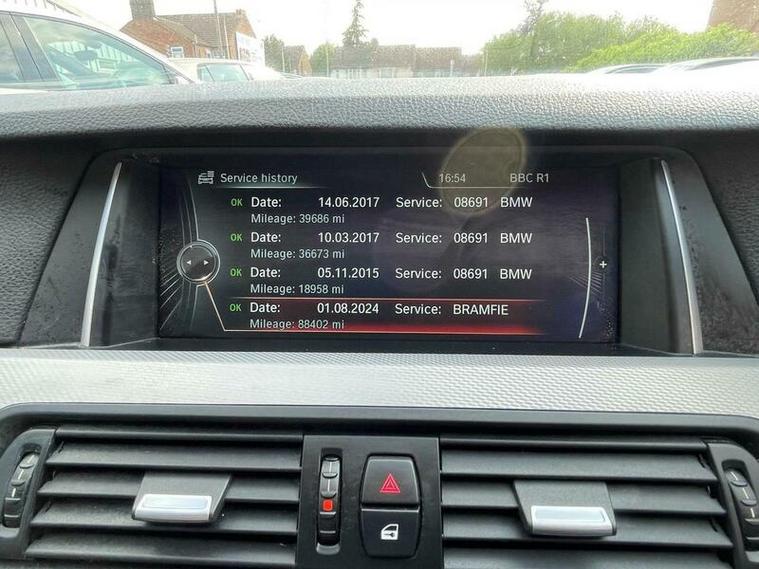 Service history 16:54 BBC R1
OK Date: 14.06.2017 Service: 08691 BMW
Mileage: 39686 mi
OK Date: 10.03.2017 Service: 08691 BMW
Mileage: 36673 mi
OK Date: 05.11.2015 Service: 08691 BMW
Mileage: 18958 mi
OK Date: 01.08.2024 Service: BRAMFIE
Mileage: 88402 mi